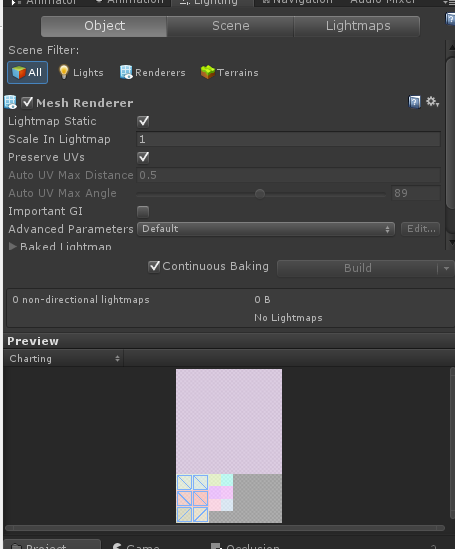 Animator Animation Lighting Navigation Audio Mixer
Object Scene Lightmaps
Scene Filter:
All Lights Renderers Terrains
Mesh Renderer
Lightmap Static
Scale In Lightmap 1
Preserve UVs
Auto UV Max Distance 0.5
Auto UV Max Angle 89
Important GI
Advanced Parameters Default Edit...
Baked Lightmap
Continuous Baking Build
0 non-directional lightmaps 0 B
No Lightmaps
Preview
Charting
Project Game Occlusion